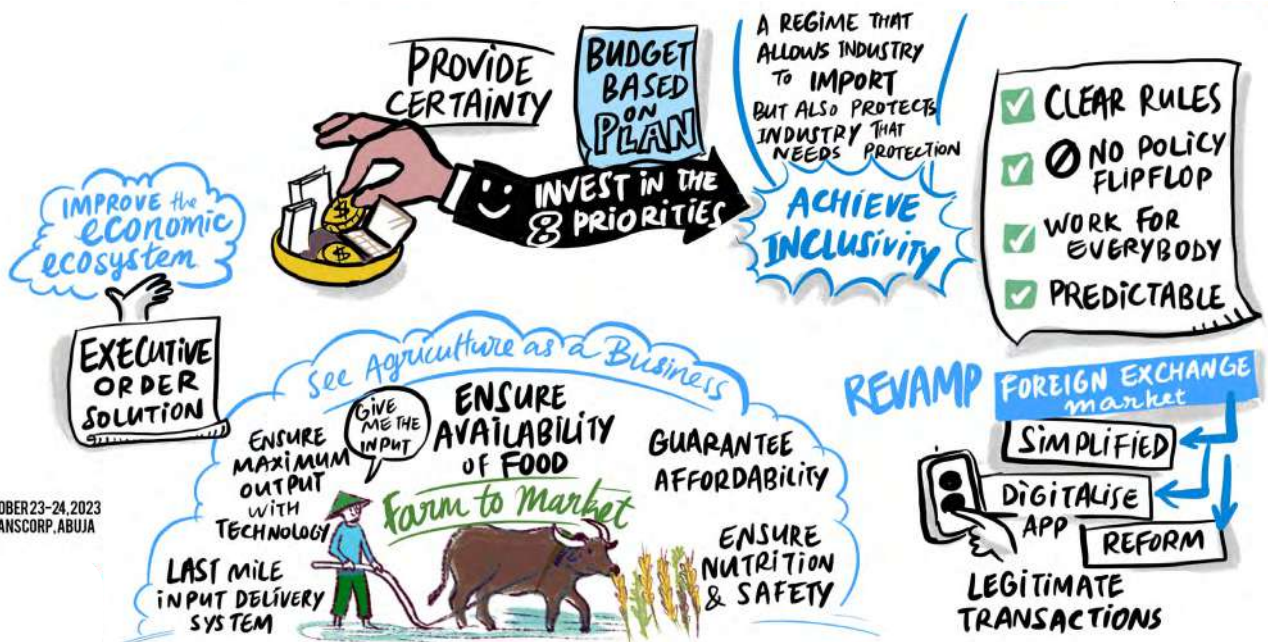 PROVIDE
CERTAINTY
BUDGET
BASED
ON
PLAN
INVEST IN THE
8 PRIORITIES
A REGIME THAT
ALLOWS INDUSTRY
To IMPORT
BUT ALSO PROTECTS
INDUSTRY THAT
NEEDS PROTECTION
ACHIEVE
INCLUSIVITY
CLEAR RULES
NO POLICY
FLIPFLOP
WORK FOR
EVERYBODY
PREDICTABLE
IMPROVE the
economic
ecosystem
EXECUTIVE
ORDER
SOLUTION
See Agriculture as a Business
GIVE
ME THE
INPUT
ENSURE
MAXIMUM
OUTPUT
WITH
TECHNOLOGY
LAST MILE
INPUT DELIVERY
SYSTEM
ENSURE
AVAILABILITY
OF FOOD
Farm to Market
GUARANTEE
AFFORDABILITY
ENSURE
NUTRITION
& SAFETY
REVAMP
FOREIGN EXCHANGE
market
SIMPLIFIED
DIGITALISE
APP
REFORM
LEGITIMATE
TRANSACTIONS
OBER 23-24, 2023
ANSCORP, ABUJA